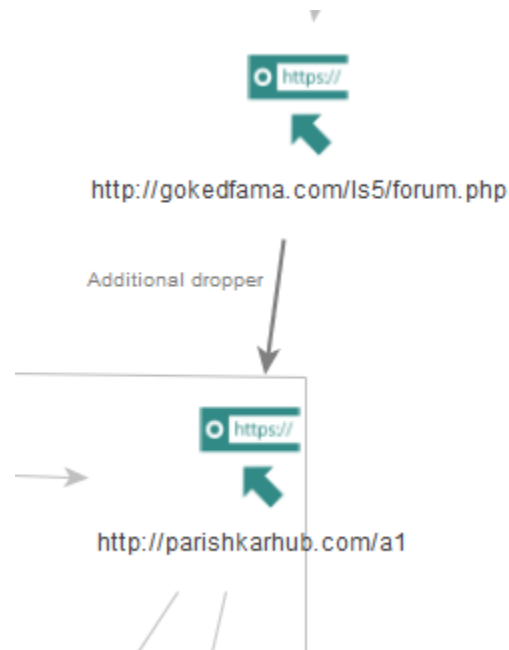 https://
http://gokedfama.com/ls5/forum.php
Additional dropper
https://
http://parishkarhub.com/a1